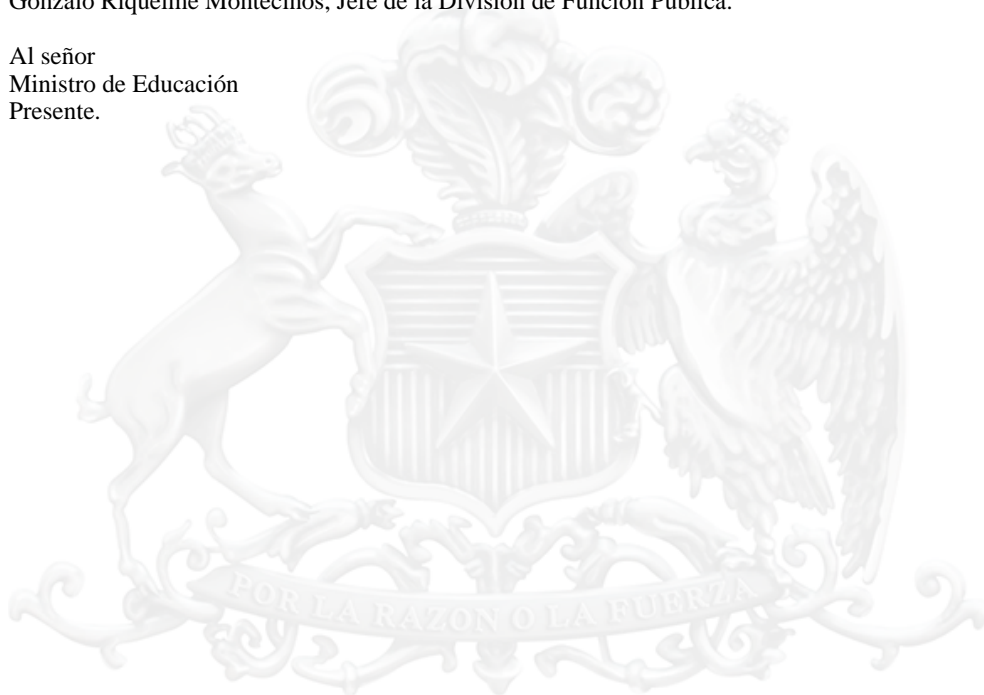 Gonzalo Riquelme Montecinos, Jefe de la División de Función Pública.
Al señor
Ministro de Educación
Presente.
POR LA RAZON O LA FUERZA